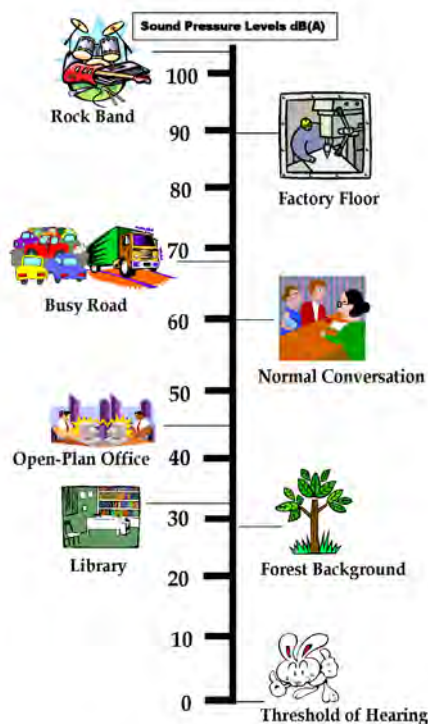 Sound Pressure Levels dB(A)
100
Rock Band
90
Factory Floor
80
70
Busy Road
60
Normal Conversation
50
Open-Plan Office
40
30
Library
Forest Background
20
10
0
Threshold of Hearing